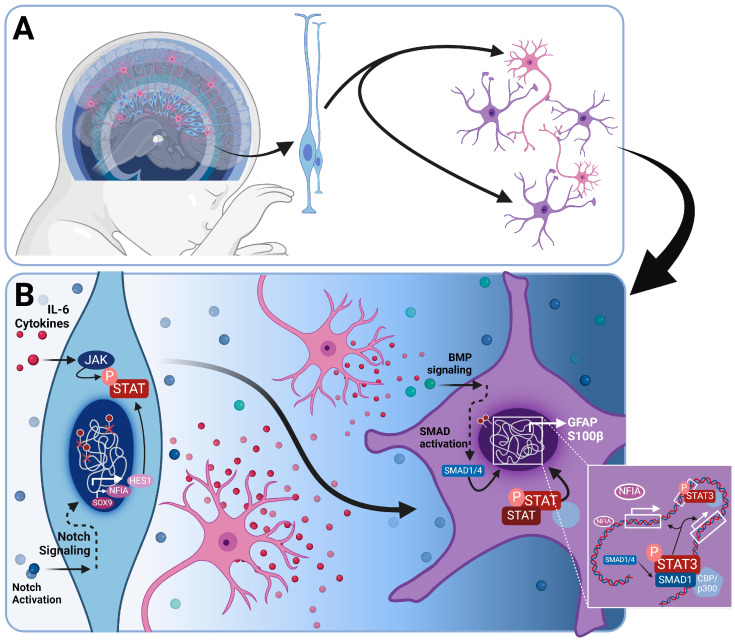 A
B
IL-6
Cytokines
JAK
P
STAT
HES1
NFIA
SOX9
Notch
Signaling
Notch
Activation
BMP
signaling
SMAD
activation
SMAD1/4
GFAP
S100β
P
STAT
STAT
NFIA
P
STAT3
NFIA
SMAD1/4
P
STAT3
SMAD1
CBP/
p300